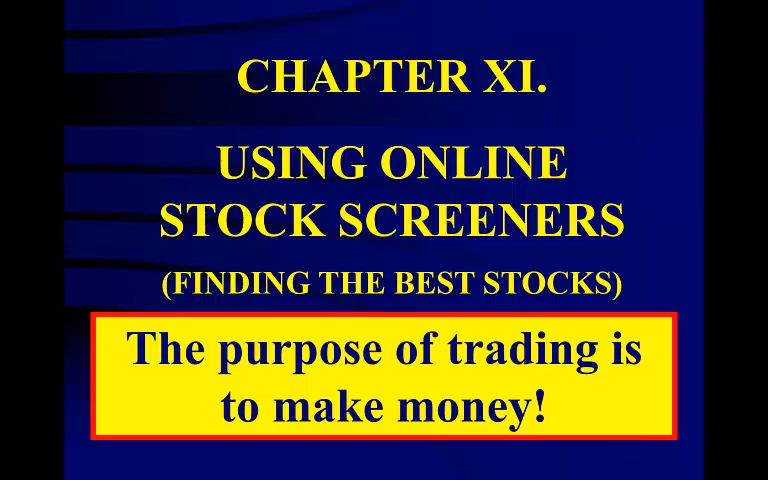 CHAPTER XI.
USING ONLINE
STOCK SCREENERS
(FINDING THE BEST STOCKS)
The purpose of trading is
to make money!